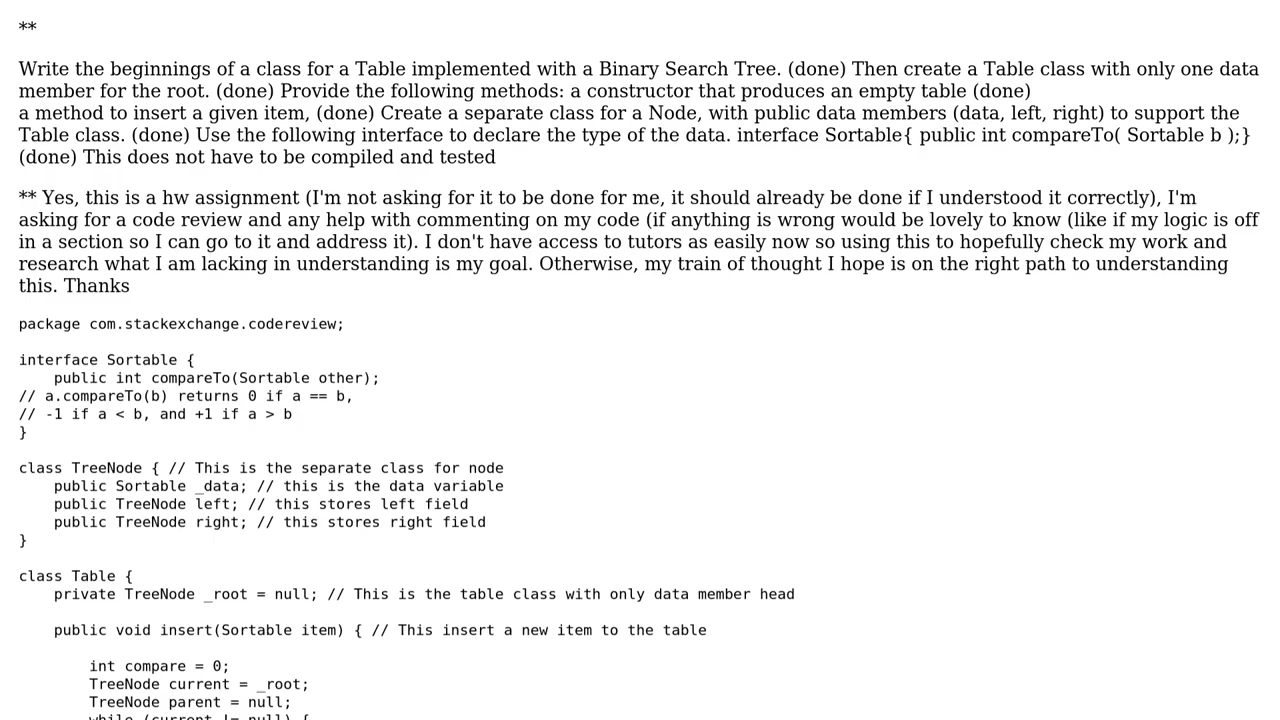 **
Write the beginnings of a class for a Table implemented with a Binary Search Tree. (done) Then create a Table class with only one data
member for the root. (done) Provide the following methods: a constructor that produces an empty table (done)
a method to insert a given item, (done) Create a separate class for a Node, with public data members (data, left, right) to support the
Table class. (done) Use the following interface to declare the type of the data. interface Sortable{ public int compareTo( Sortable b );}
(done) This does not have to be compiled and tested
** Yes, this is a hw assignment (I'm not asking for it to be done for me, it should already be done if I understood it correctly), I'm
asking for a code review and any help with commenting on my code (if anything is wrong would be lovely to know (like if my logic is off
in a section so I can go to it and address it). I don't have access to tutors as easily now so using this to hopefully check my work and
research what I am lacking in understanding is my goal. Otherwise, my train of thought I hope is on the right path to understanding
this. Thanks
package com.stackexchange.codereview;
interface Sortable {
    public int compareTo(Sortable other);
// a.compareTo(b) returns 0 if a == b,
// -1 if a < b, and +1 if a > b
}
class TreeNode { // This is the separate class for node
    public Sortable _data; // this is the data variable
    public TreeNode left; // this stores left field
    public TreeNode right; // this stores right field
}
class Table {
    private TreeNode _root = null; // This is the table class with only data member head
    public void insert(Sortable item) { // This insert a new item to the table
        int compare = 0;
        TreeNode current = _root;
        TreeNode parent = null;
        while (current != null) {